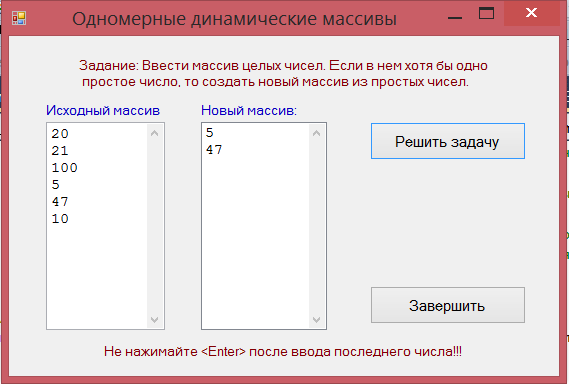 Одномерные динамические массивы
Задание: Ввести массив целых чисел. Если в нем хотя бы одно
простое число, то создать новый массив из простых чисел.
Исходный массив
Новый массив:
20
21
100
5
47
10
5
47
Решить задачу
Завершить
Не нажимайте <Enter> после ввода последнего числа!!!